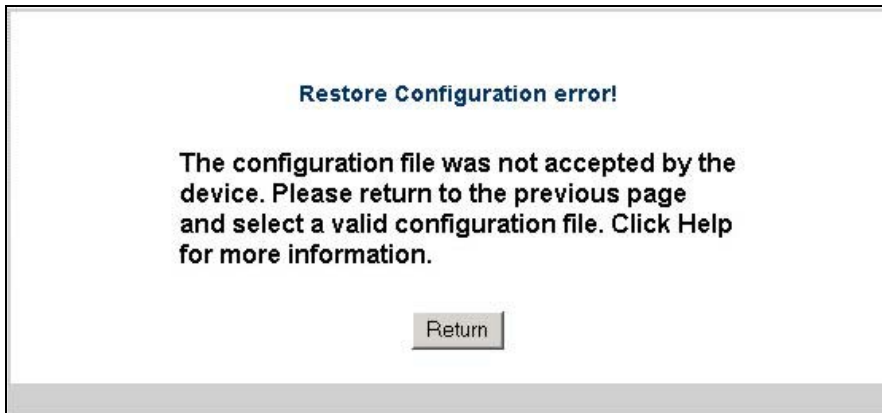 Restore Configuration error!
The configuration file was not accepted by the
device. Please return to the previous page
and select a valid configuration file. Click Help
for more information.
Return